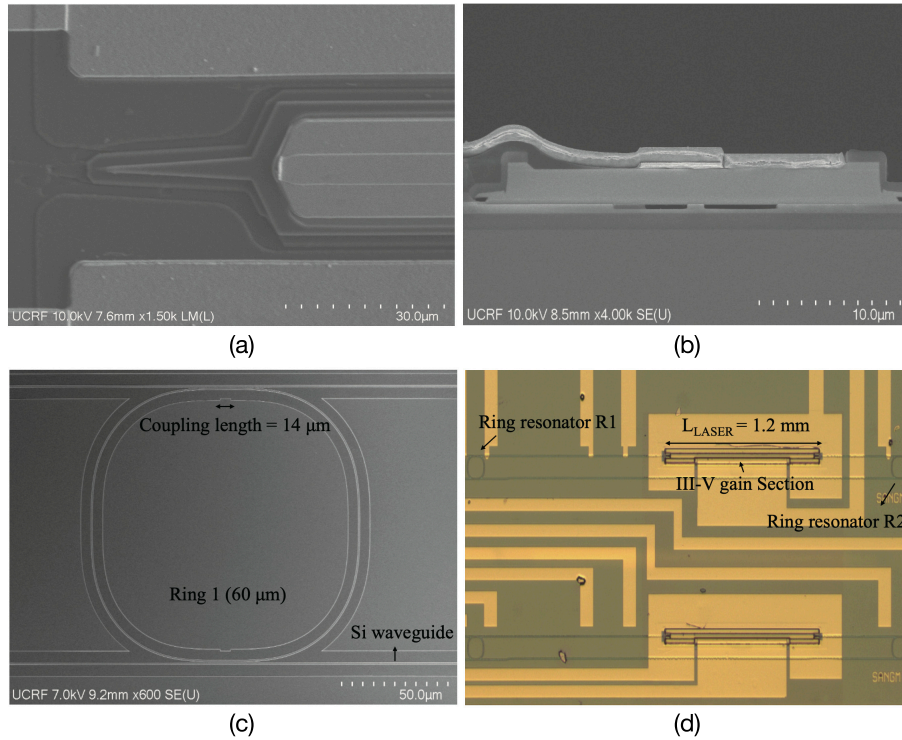 UCRF 10.0kV 7.6mm x1.50k LM(L)
30.0μm
(a)
UCRF 10.0kV 8.5mm x4.00k SE(U)
10.0μm
(b)
Coupling length = 14 μm
Ring 1 (60 μm)
Si waveguide
UCRF 7.0kV 9.2mm x600 SE(U)
50.0μm
(c)
Ring resonator R1
LLASER = 1.2 mm
III-V gain Section
SANGM
Ring resonator R2
SANGM
(d)